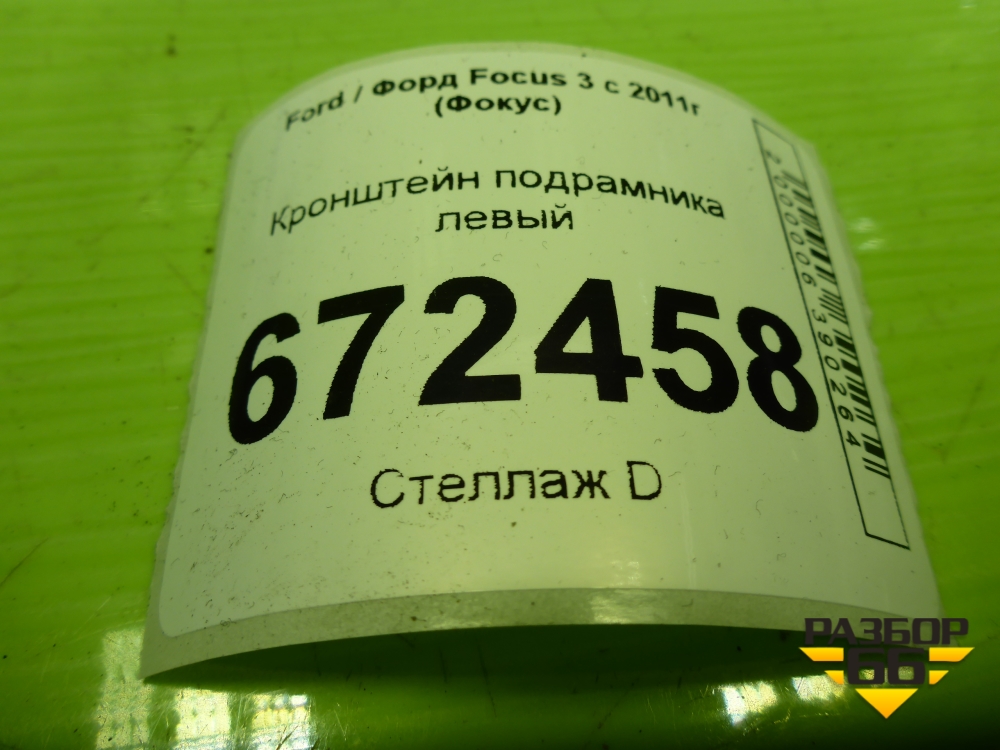 Ford / Форд Focus 3 с 2011г
(Фокус)
Кронштейн подрамника
левый
672458
Стеллаж D
2000006390264
РАЗБОР
66